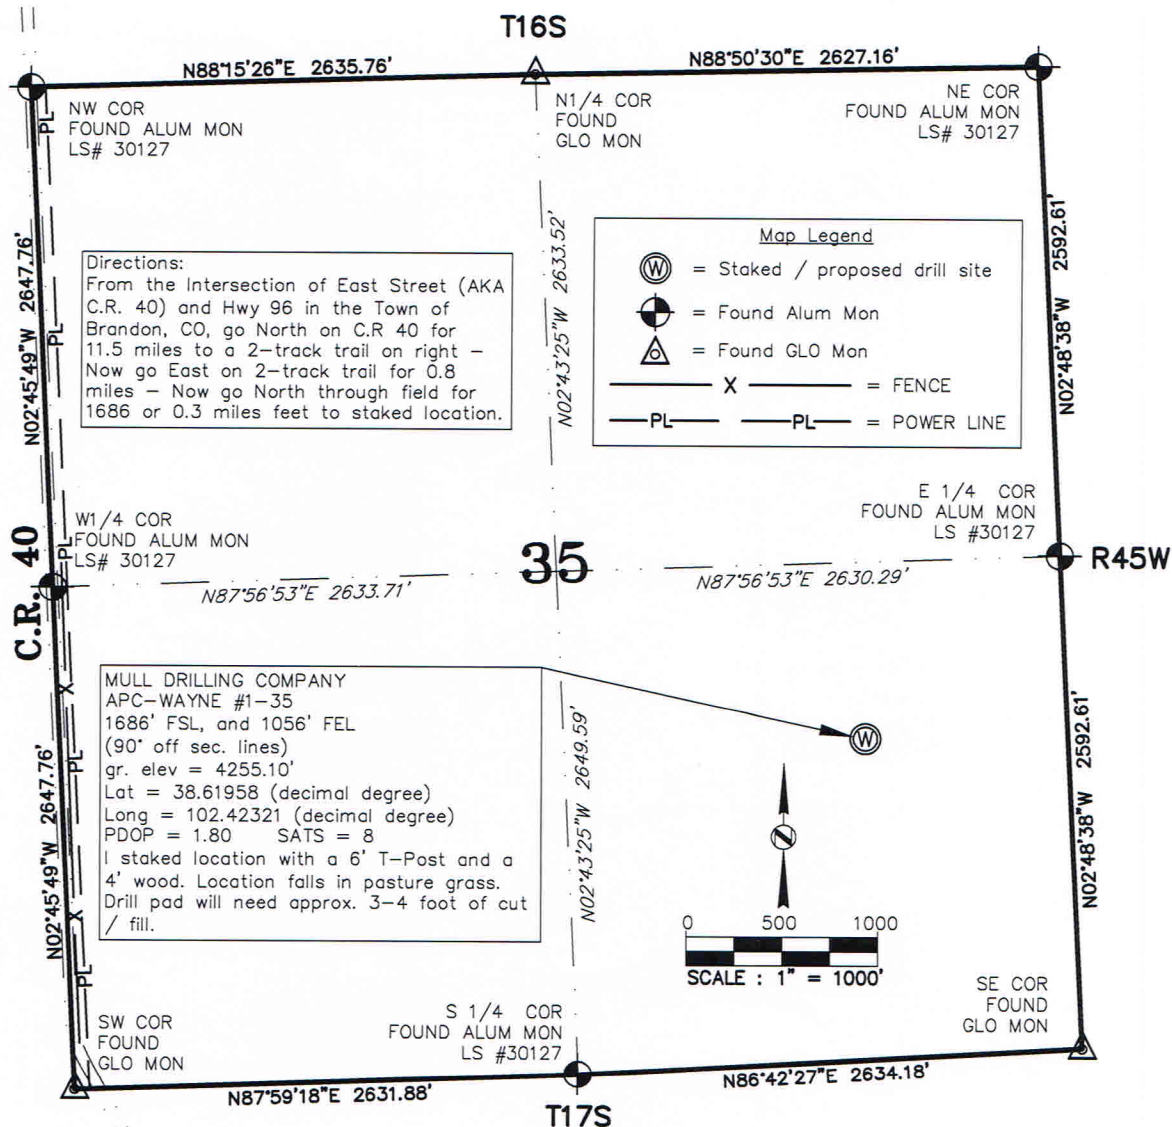 T16S
N88°15'26"E 2635.76'
N88°50'30"E 2627.16'
NW COR
FOUND ALUM MON
LS# 30127
N1/4 COR
FOUND
GLO MON
NE COR
FOUND ALUM MON
LS# 30127
PL
N02°45'49"W 2647.76'
PL
Directions:
From the Intersection of East Street (AKA
C.R. 40) and Hwy 96 in the Town of
Brandon, CO, go North on C.R 40 for
11.5 miles to a 2-track trail on right -
Now go East on 2-track trail for 0.8
miles - Now go North through field for
1686 or 0.3 miles feet to staked location.
N02°43'25"W 2633.52'
Map Legend
W = Staked / proposed drill site
= Found Alum Mon
= Found GLO Mon
X = FENCE
PL PL = POWER LINE
N02°48'38"W 2592.61'
W1/4 COR
FOUND ALUM MON
LS# 30127
PL
E 1/4 COR
FOUND ALUM MON
LS #30127
C.R. 40
35
R45W
N87°56'53"E 2633.71'
N87°56'53"E 2630.29'
X
MULL DRILLING COMPANY
APC-WAYNE #1-35
1686' FSL, and 1056' FEL
(90° off sec. lines)
gr. elev = 4255.10'
Lat = 38.61958 (decimal degree)
Long = 102.42321 (decimal degree)
PDOP = 1.80 SATS = 8
I staked location with a 6' T-Post and a
4' wood. Location falls in pasture grass.
Drill pad will need approx. 3-4 foot of cut
/ fill.
W
N02°45'49"W 2647.76'
PL
X
PL
N02°43'25"W 2649.59'
N02°48'38"W 2592.61'
0 500 1000
SCALE : 1" = 1000'
SW COR
FOUND
GLO MON
S 1/4 COR
FOUND ALUM MON
LS #30127
SE COR
FOUND
GLO MON
N87°59'18"E 2631.88'
N86°42'27"E 2634.18'
T17S